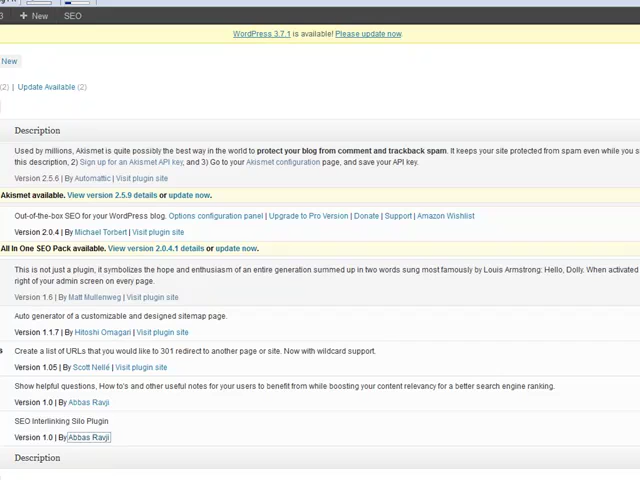 3 + New SEO
WordPress 3.7.1 is available! Please update now.
New
(2) | Update Available (2)
Description
Used by millions, Akismet is quite possibly the best way in the world to protect your blog from comment and trackback spam. It keeps your site protected from spam even while you s
this description, 2) Sign up for an Akismet API key, and 3) Go to your Akismet configuration page, and save your API key.
Version 2.5.6 | By Automattic | Visit plugin site
Akismet available. View version 2.5.9 details or update now.
Out-of-the-box SEO for your WordPress blog. Options configuration panel | Upgrade to Pro Version | Donate | Support | Amazon Wishlist
Version 2.0.4 | By Michael Torbert | Visit plugin site
All In One SEO Pack available. View version 2.0.4.1 details or update now.
This is not just a plugin, it symbolizes the hope and enthusiasm of an entire generation summed up in two words sung most famously by Louis Armstrong: Hello, Dolly. When activated
right of your admin screen on every page.
Version 1.6 | By Matt Mullenweg | Visit plugin site
Auto generator of a customizable and designed sitemap page.
Version 1.1.7 | By Hitoshi Omagari | Visit plugin site
s Create a list of URLs that you would like to 301 redirect to another page or site. Now with wildcard support.
Version 1.05 | By Scott Nellé | Visit plugin site
Show helpful questions, How to's and other useful notes for your users to benefit from while boosting your content relevancy for a better search engine ranking.
Version 1.0 | By Abbas Ravji
SEO Interlinking Silo Plugin
Version 1.0 | By Abbas Ravji
Description